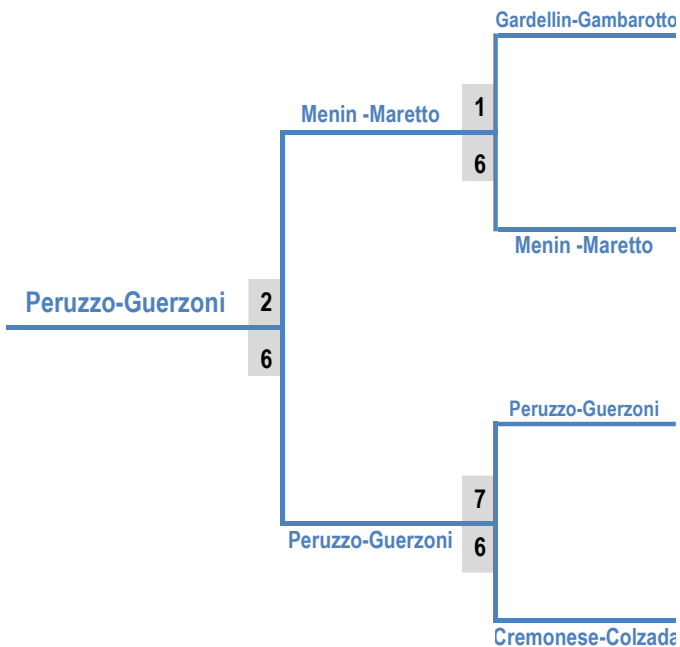 Gardellin-Gambarotto
Menin -Maretto
1
6
Menin -Maretto
Peruzzo-Guerzoni
2
6
Peruzzo-Guerzoni
7
Peruzzo-Guerzoni
6
Cremonese-Colzada